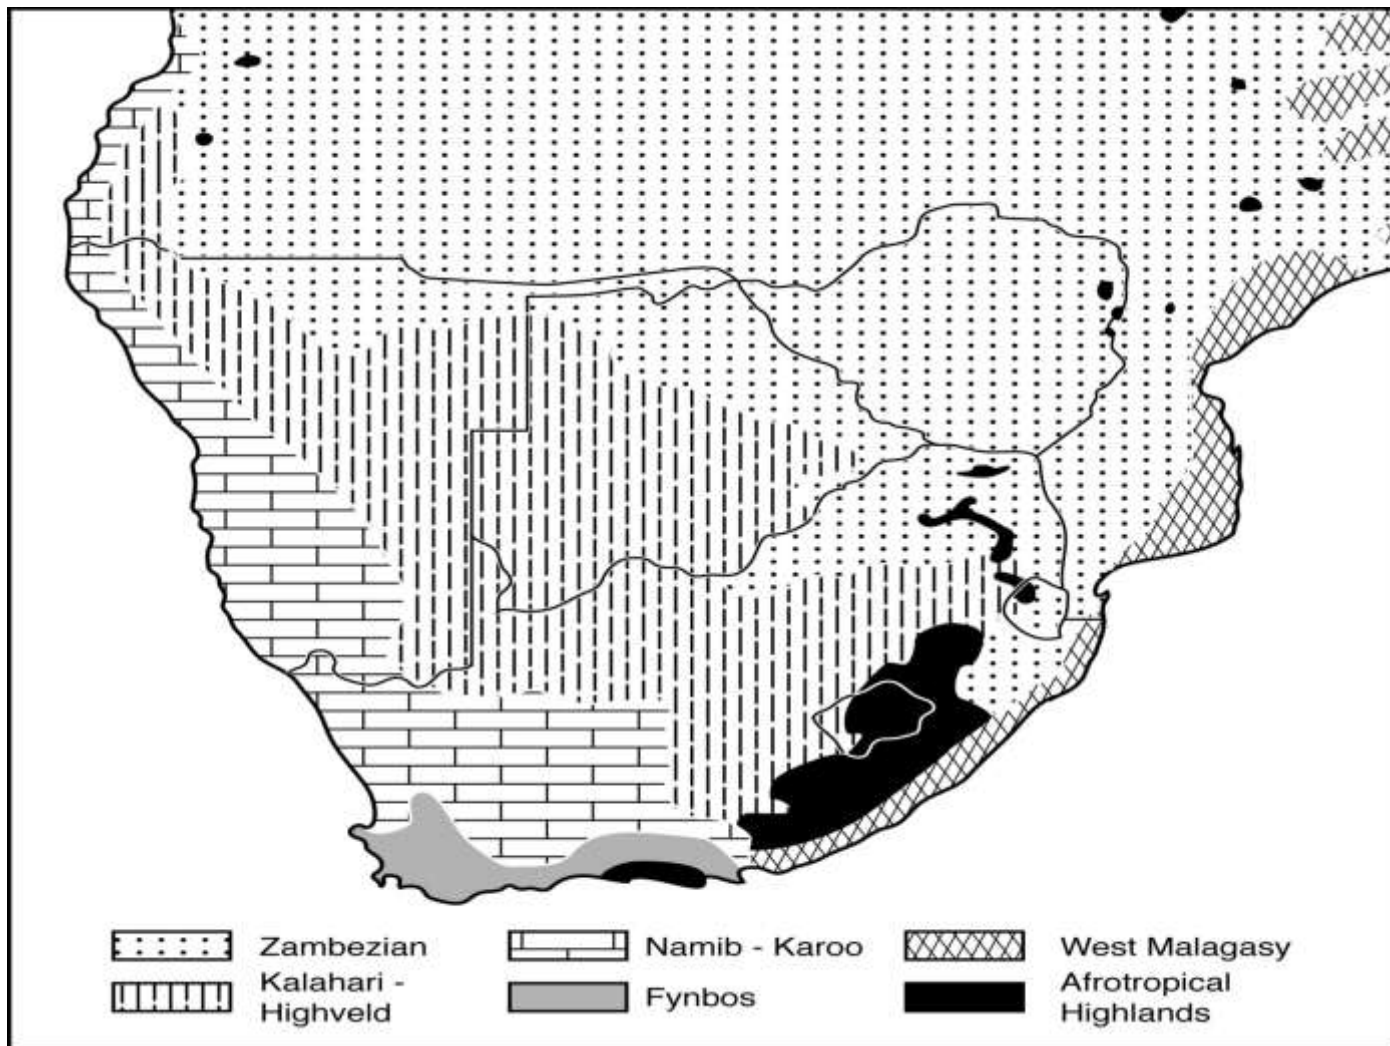 Zambezian
Namib - Karoo
West Malagasy
Kalahari -
Highveld
Fynbos
Afrotropical
Highlands